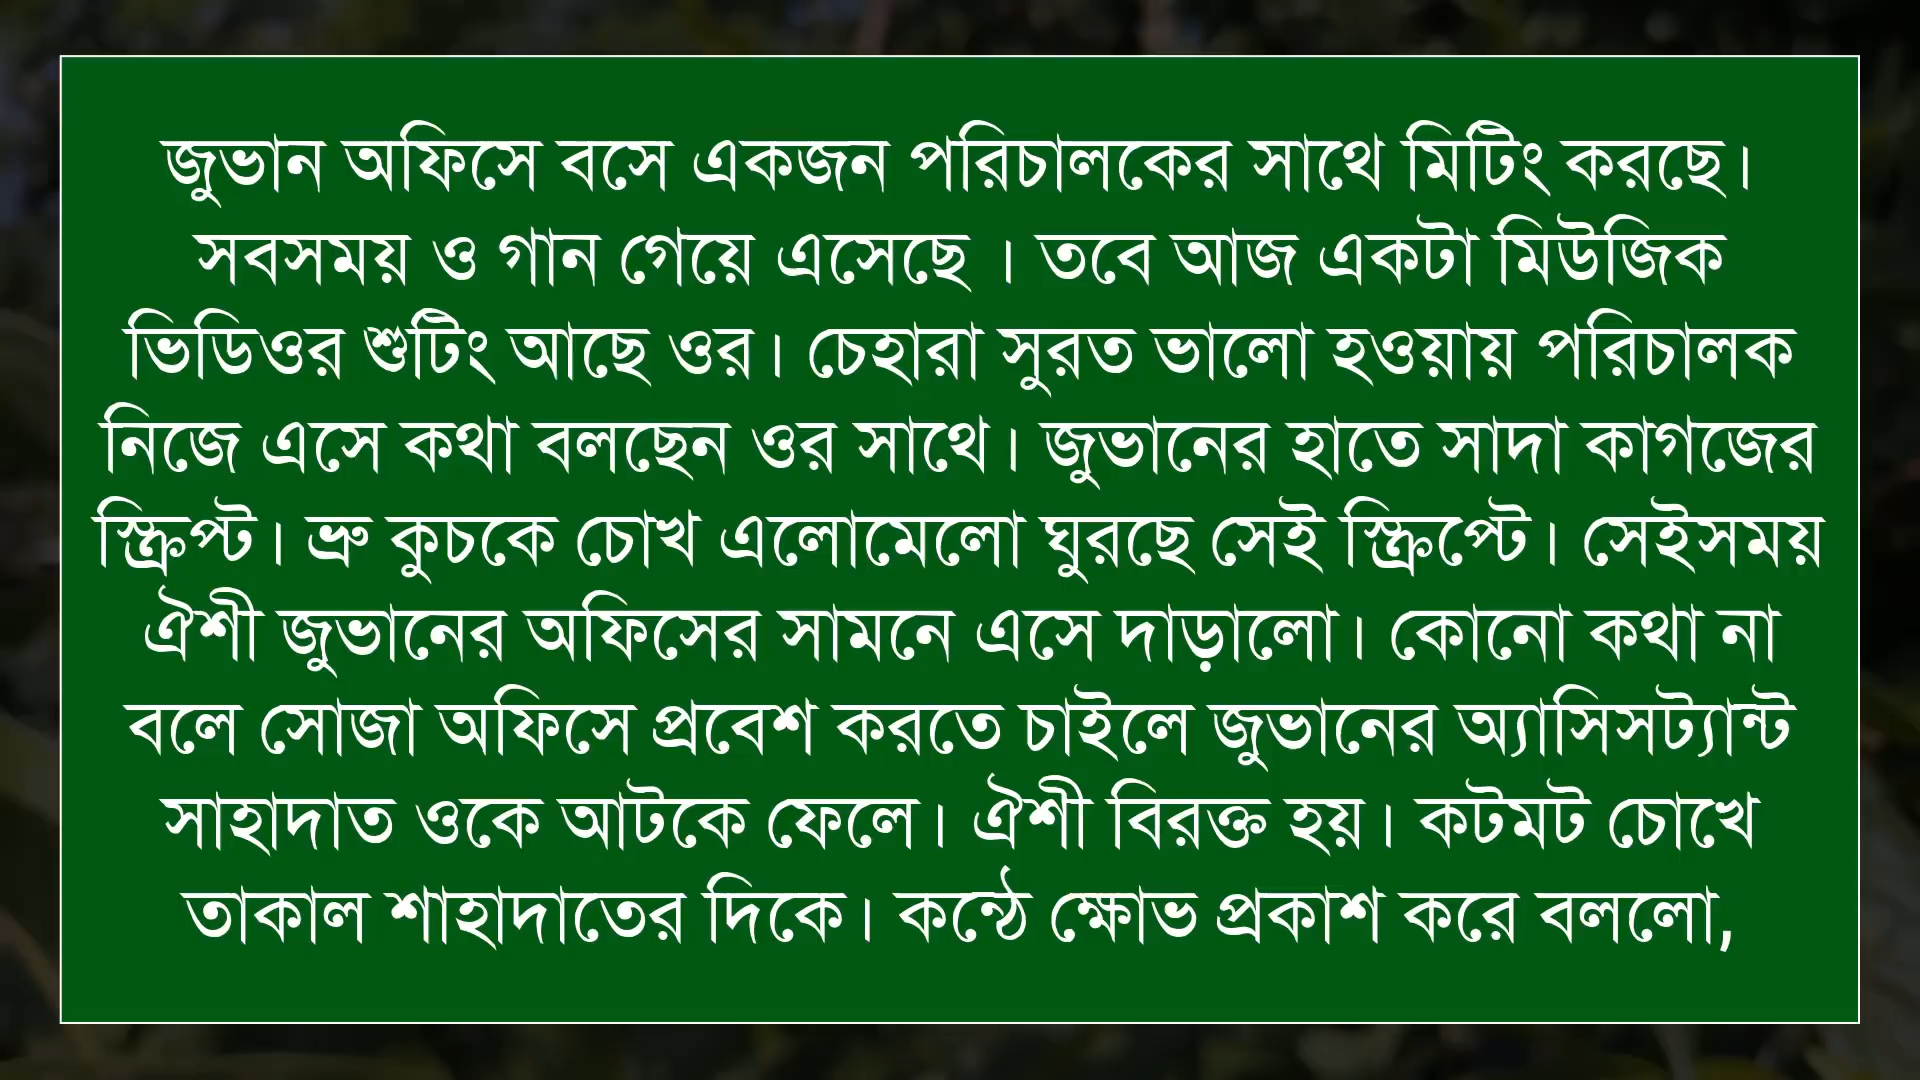 জুভান অফিসে বসে একজন পরিচালকের সাথে মিটিং করছে।
সবসময় ও গান গেয়ে এসেছে । তবে আজ একটা মিউজিক
ভিডিওর শুটিং আছে ওর। চেহারা সুরত ভালো হওয়ায় পরিচালক
নিজে এসে কথা বলছেন ওর সাথে। জুভানের হাতে সাদা কাগজের
স্ক্রিপ্ট। ভ্রু কুচকে চোখ এলোমেলো ঘুরছে সেই স্ক্রিপ্টে। সেইসময়
ঐশী জুভানের অফিসের সামনে এসে দাড়ালো। কোনো কথা না
বলে সোজা অফিসে প্রবেশ করতে চাইলে জুভানের অ্যাসিসট্যান্ট
সাহাদাত ওকে আটকে ফেলে। ঐশী বিরক্ত হয়। কটমট চোখে
তাকাল শাহাদাতের দিকে। কন্ঠে ক্ষোভ প্রকাশ করে বললো,